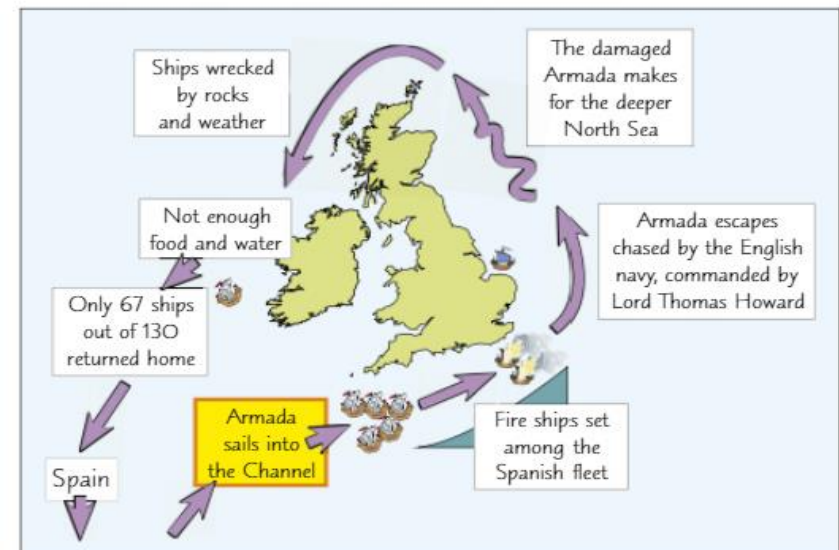 Ships wrecked
by rocks
and weather
The damaged
Armada makes
for the deeper
North Sea
Not enough
food and water
Armada escapes
chased by the English
navy, commanded by
Lord Thomas Howard
Only 67 ships
out of 130
returned home
Armada
sails into
the Channel
Fire ships set
among the
Spanish fleet
Spain